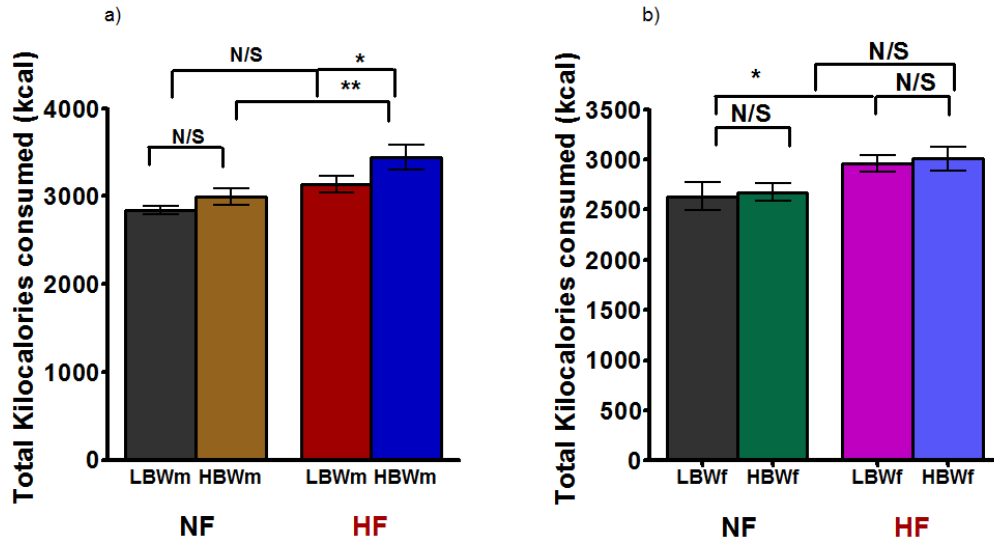 a)
Total Kilocalories consumed (kcal)
4000
3000
2000
1000
0
N/S
*
**
N/S
LBWm HBWm LBWm HBWm
NF HF
b)
Total Kilocalories consumed (kcal)
3500
3000
2500
2000
1500
1000
500
0
N/S
*
N/S
N/S
LBWf HBWf LBWf HBWf
NF HF